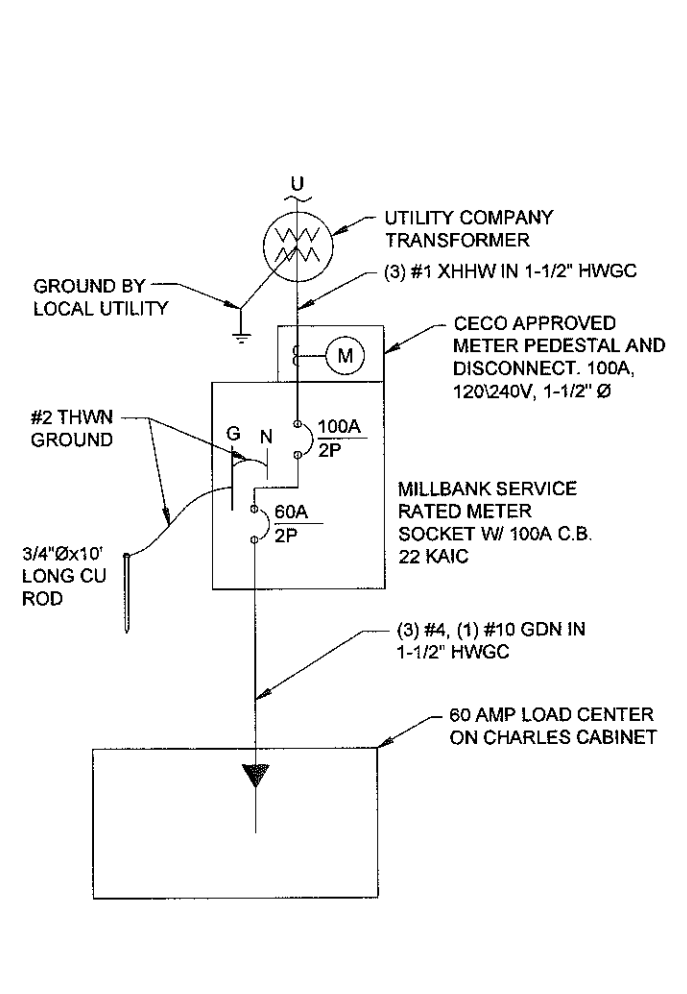 U
UTILITY COMPANY
TRANSFORMER
(3) #1 XHHW IN 1-1/2" HWGC
GROUND BY
LOCAL UTILITY
CECO APPROVED
METER PEDESTAL AND
DISCONNECT. 100A,
120\240V, 1-1/2" Ø
M
#2 THWN
GROUND
G N
100A
2P
60A
2P
MILLBANK SERVICE
RATED METER
SOCKET W/ 100A C.B.
22 KAIC
3/4"Øx10'
LONG CU
ROD
(3) #4, (1) #10 GDN IN
1-1/2" HWGC
60 AMP LOAD CENTER
ON CHARLES CABINET